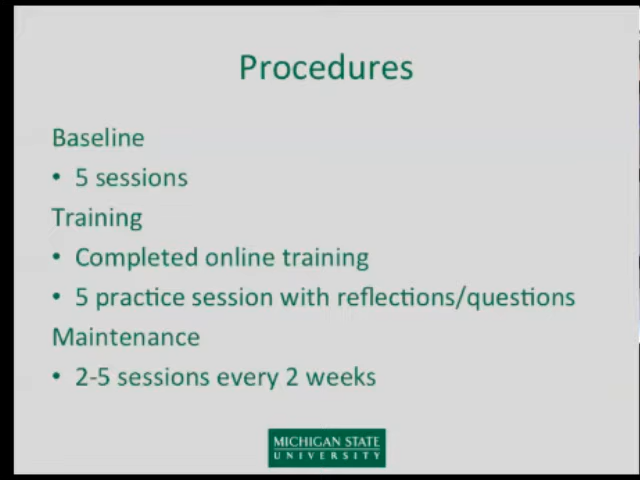 Procedures
Baseline
• 5 sessions
Training
• Completed online training
• 5 practice session with reflections/questions
Maintenance
• 2-5 sessions every 2 weeks
MICHIGAN STATE
UNIVERSITY